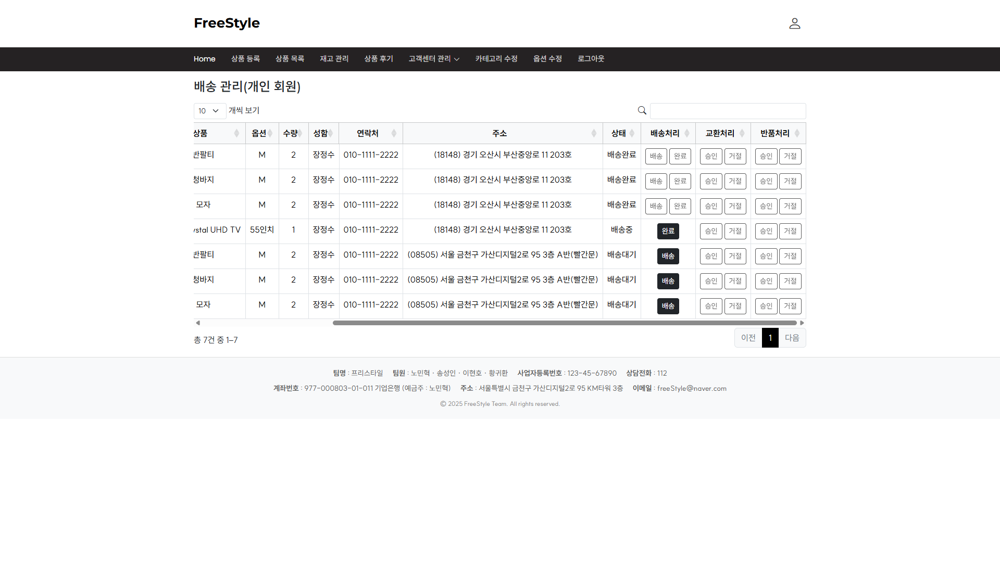 FreeStyle
Home 상품 등록 상품 목록 재고 관리 상품 후기 고객센터 관리 카테고리 수정 옵션 수정 로그아웃
배송 관리(개인 회원)
10 개씩 보기
상품 옵션 수량 성함 연락처 주소 상태 배송처리 교환처리 반품처리
반팔티 M 2 장정수 010-1111-2222 (18148) 경기 오산시 부산중앙로 11 203호 배송완료 배송 완료 승인 거절 승인 거절
청바지 M 2 장정수 010-1111-2222 (18148) 경기 오산시 부산중앙로 11 203호 배송완료 배송 완료 승인 거절 승인 거절
모자 M 2 장정수 010-1111-2222 (18148) 경기 오산시 부산중앙로 11 203호 배송완료 배송 완료 승인 거절 승인 거절
ystal UHD TV 55인치 1 장정수 010-1111-2222 (18148) 경기 오산시 부산중앙로 11 203호 배송중 완료 승인 거절 승인 거절
반팔티 M 2 장정수 010-1111-2222 (08505) 서울 금천구 가산디지털2로 95 3층 A반(빨간문) 배송대기 배송 승인 거절 승인 거절
청바지 M 2 장정수 010-1111-2222 (08505) 서울 금천구 가산디지털2로 95 3층 A반(빨간문) 배송대기 배송 승인 거절 승인 거절
모자 M 2 장정수 010-1111-2222 (08505) 서울 금천구 가산디지털2로 95 3층 A반(빨간문) 배송대기 배송 승인 거절 승인 거절
총 7건 중 1–7 이전 1 다음
팀명 : 프리스타일 팀원 : 노민혁 · 송성인 · 이현호 · 황귀환 사업자등록번호 : 123-45-67890 상담전화 : 112
계좌번호 : 977-000803-01-011 기업은행 (예금주 : 노민혁) 주소 : 서울특별시 금천구 가산디지털2로 95 KM타워 3층 이메일 : freeStyle@naver.com
© 2025 FreeStyle Team. All rights reserved.